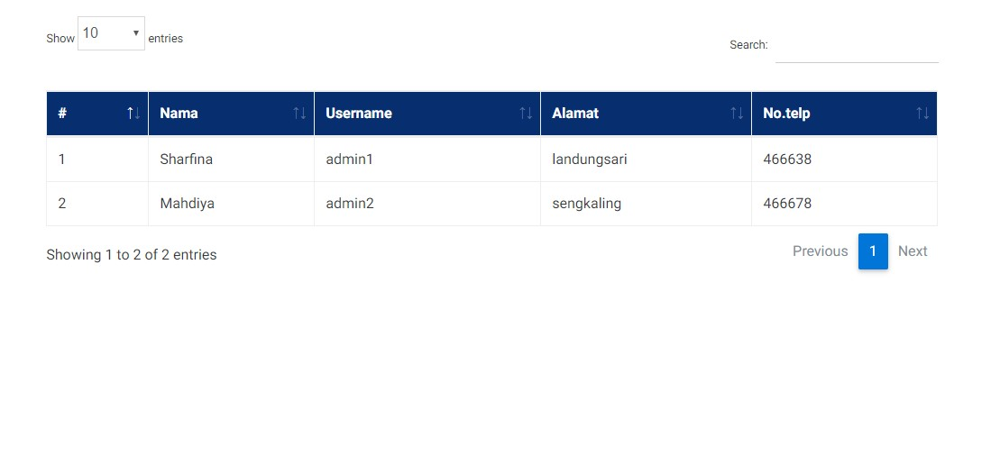 Show 10 entries
Search:
# Nama Username Alamat No.telp
1 Sharfina admin1 landungsari 466638
2 Mahdiya admin2 sengkaling 466678
Showing 1 to 2 of 2 entries
Previous 1 Next